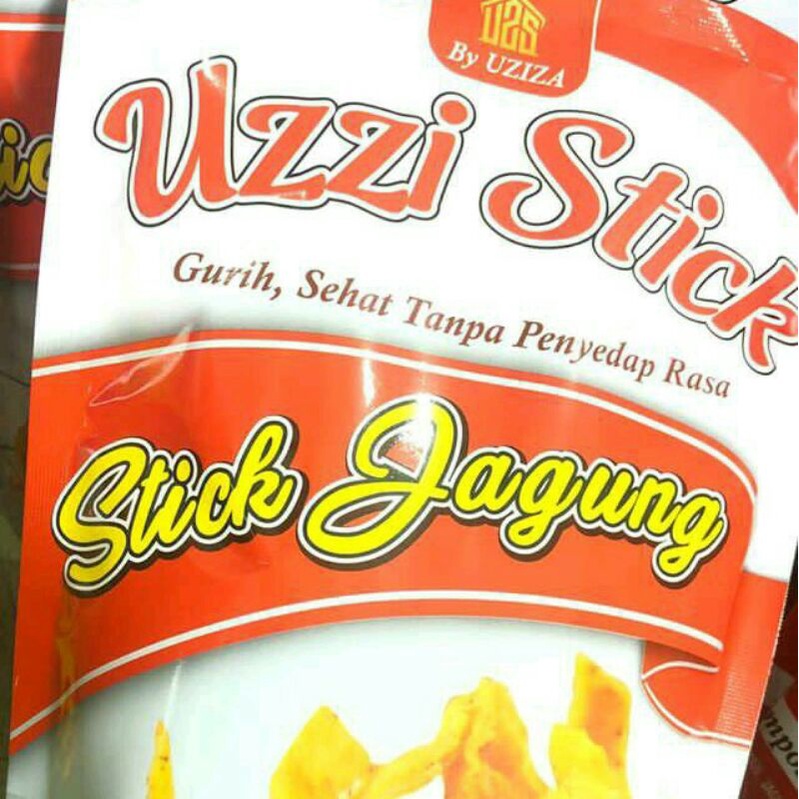 UZS
By UZIZA
Uzzi Stick
Gurih, Sehat Tanpa Penyedap Rasa
Stick Jagung